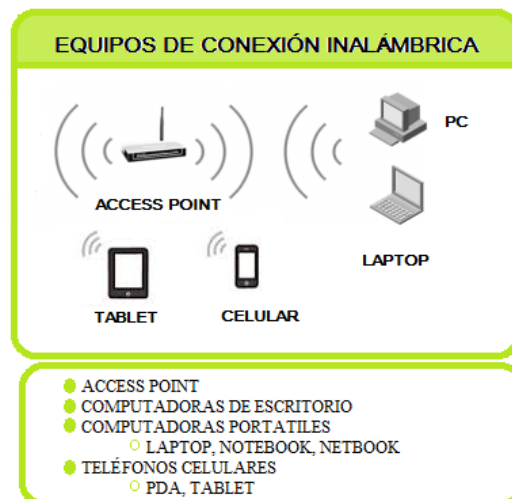 EQUIPOS DE CONEXIÓN INALÁMBRICA
PC
ACCESS POINT
LAPTOP
TABLET
CELULAR
ACCESS POINT
COMPUTADORAS DE ESCRITORIO
COMPUTADORAS PORTATILES
LAPTOP, NOTEBOOK, NETBOOK
TELÉFONOS CELULARES
PDA, TABLET